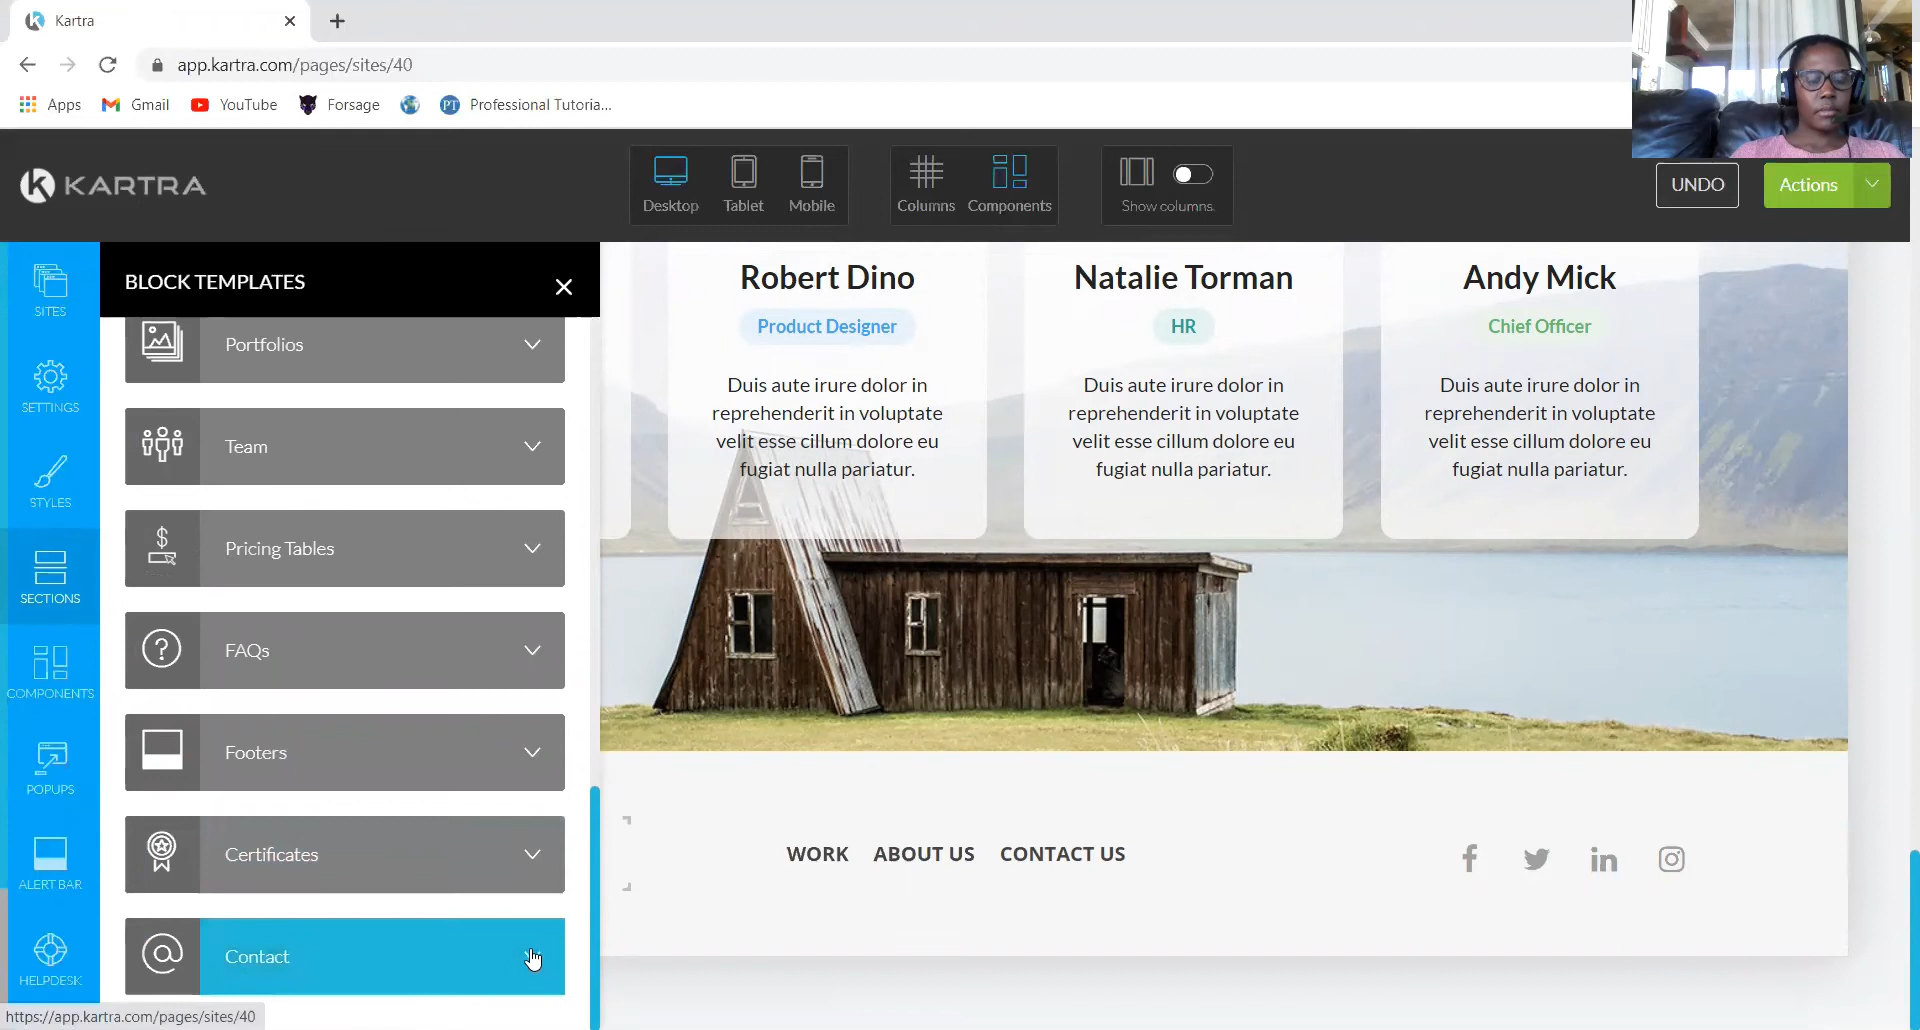 Kartra
app.kartra.com/pages/sites/40
Apps
Gmail
YouTube
Forsage
PT
Professional Tutoria...
KARTRA
Desktop
Tablet
Mobile
Columns
Components
Show columns.
UNDO
Actions
SITES
SETTINGS
STYLES
SECTIONS
COMPONENTS
POPUPS
ALERT BAR
HELPDESK
BLOCK TEMPLATES
Portfolios
Team
Pricing Tables
FAQs
Footers
Certificates
Contact
Robert Dino
Product Designer
Duis aute irure dolor in
reprehenderit in voluptate
velit esse cillum dolore eu
fugiat nulla pariatur.
Natalie Torman
HR
Duis aute irure dolor in
reprehenderit in voluptate
velit esse cillum dolore eu
fugiat nulla pariatur.
Andy Mick
Chief Officer
Duis aute irure dolor in
reprehenderit in voluptate
velit esse cillum dolore eu
fugiat nulla pariatur.
WORK ABOUT US CONTACT US
https://app.kartra.com/pages/sites/40